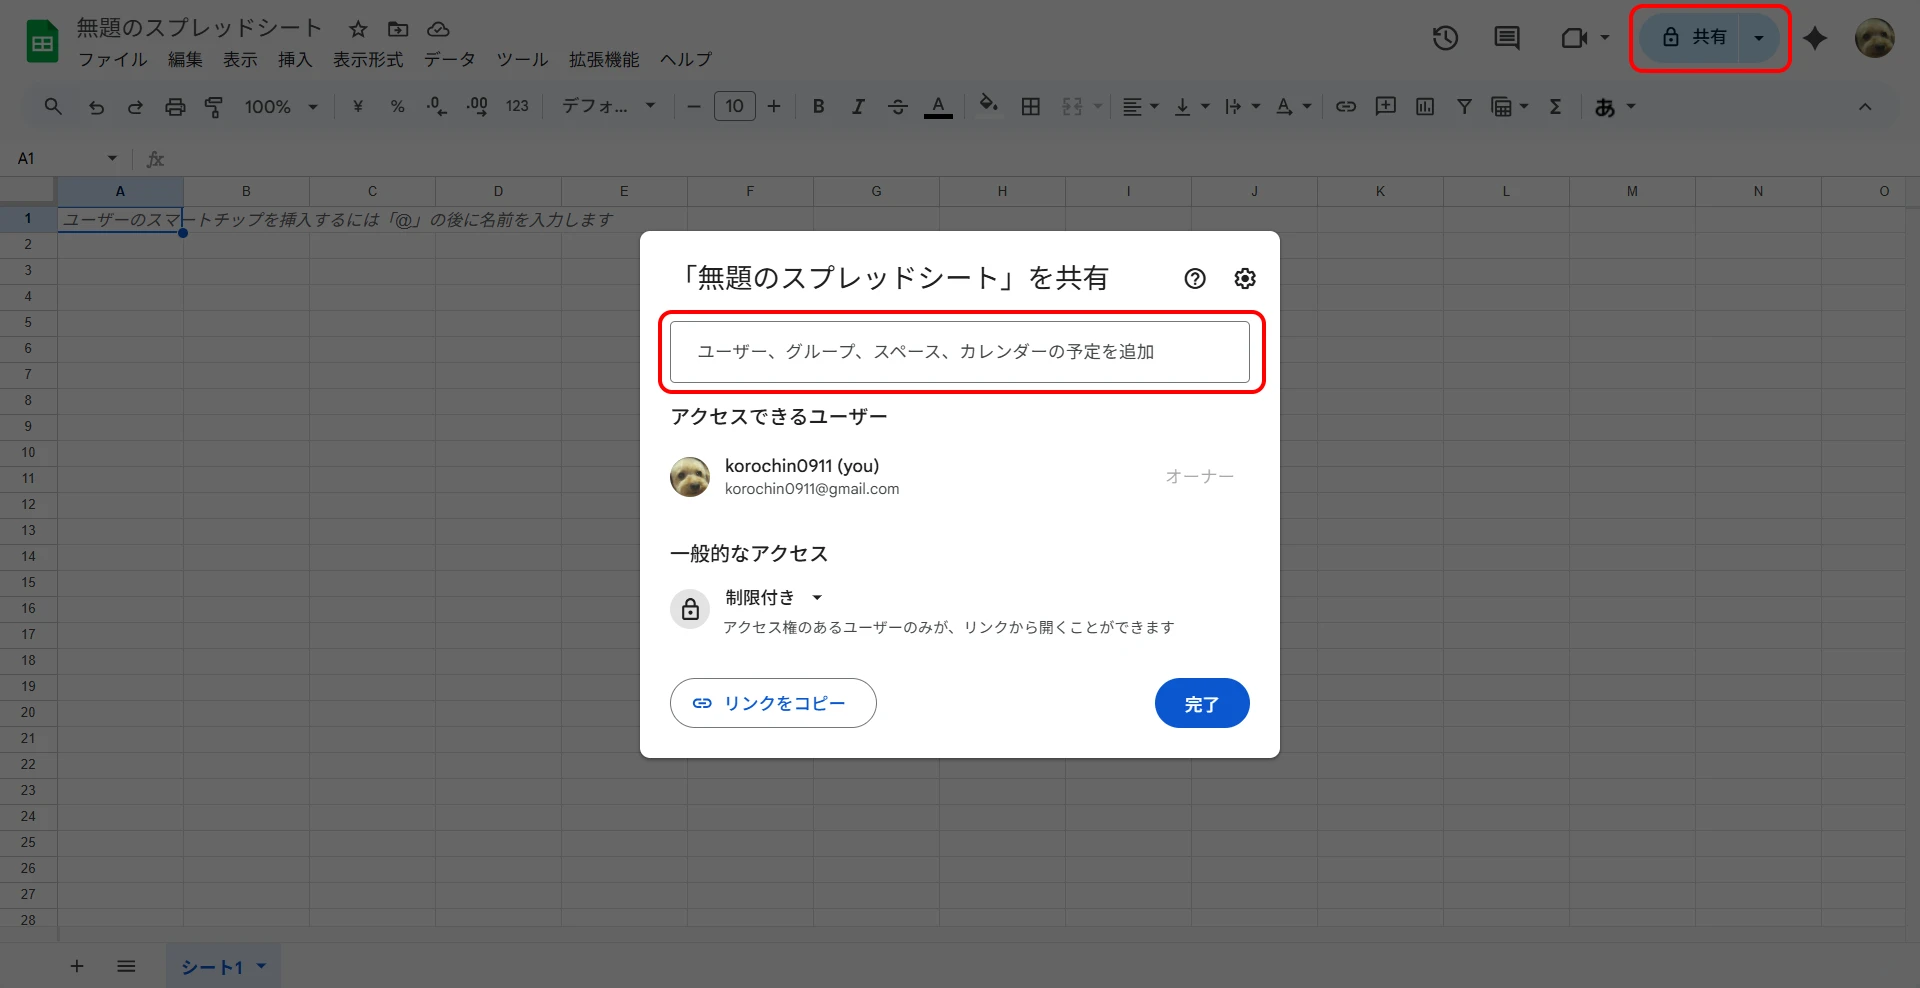 無題のスプレッドシート
ファイル 編集 表示 挿入 表示形式 データ ツール 拡張機能 ヘルプ
共有
100% ¥ % .0 .00 123 デフォ... 10 B I A あ
A1 fx
A B C D E F G H I J K L M N O
1 ユーザーのスマートチップを挿入するには「@」の後に名前を入力します
2
3
4
5
6
7
8
9
10
11
12
13
14
15
16
17
18
19
20
21
22
23
24
25
26
27
28
「無題のスプレッドシート」を共有
ユーザー、グループ、スペース、カレンダーの予定を追加
アクセスできるユーザー
korochin0911 (you)
korochin0911@gmail.com
オーナー
一般的なアクセス
制限付き
アクセス権のあるユーザーのみが、リンクから開くことができます
リンクをコピー
完了
シート1